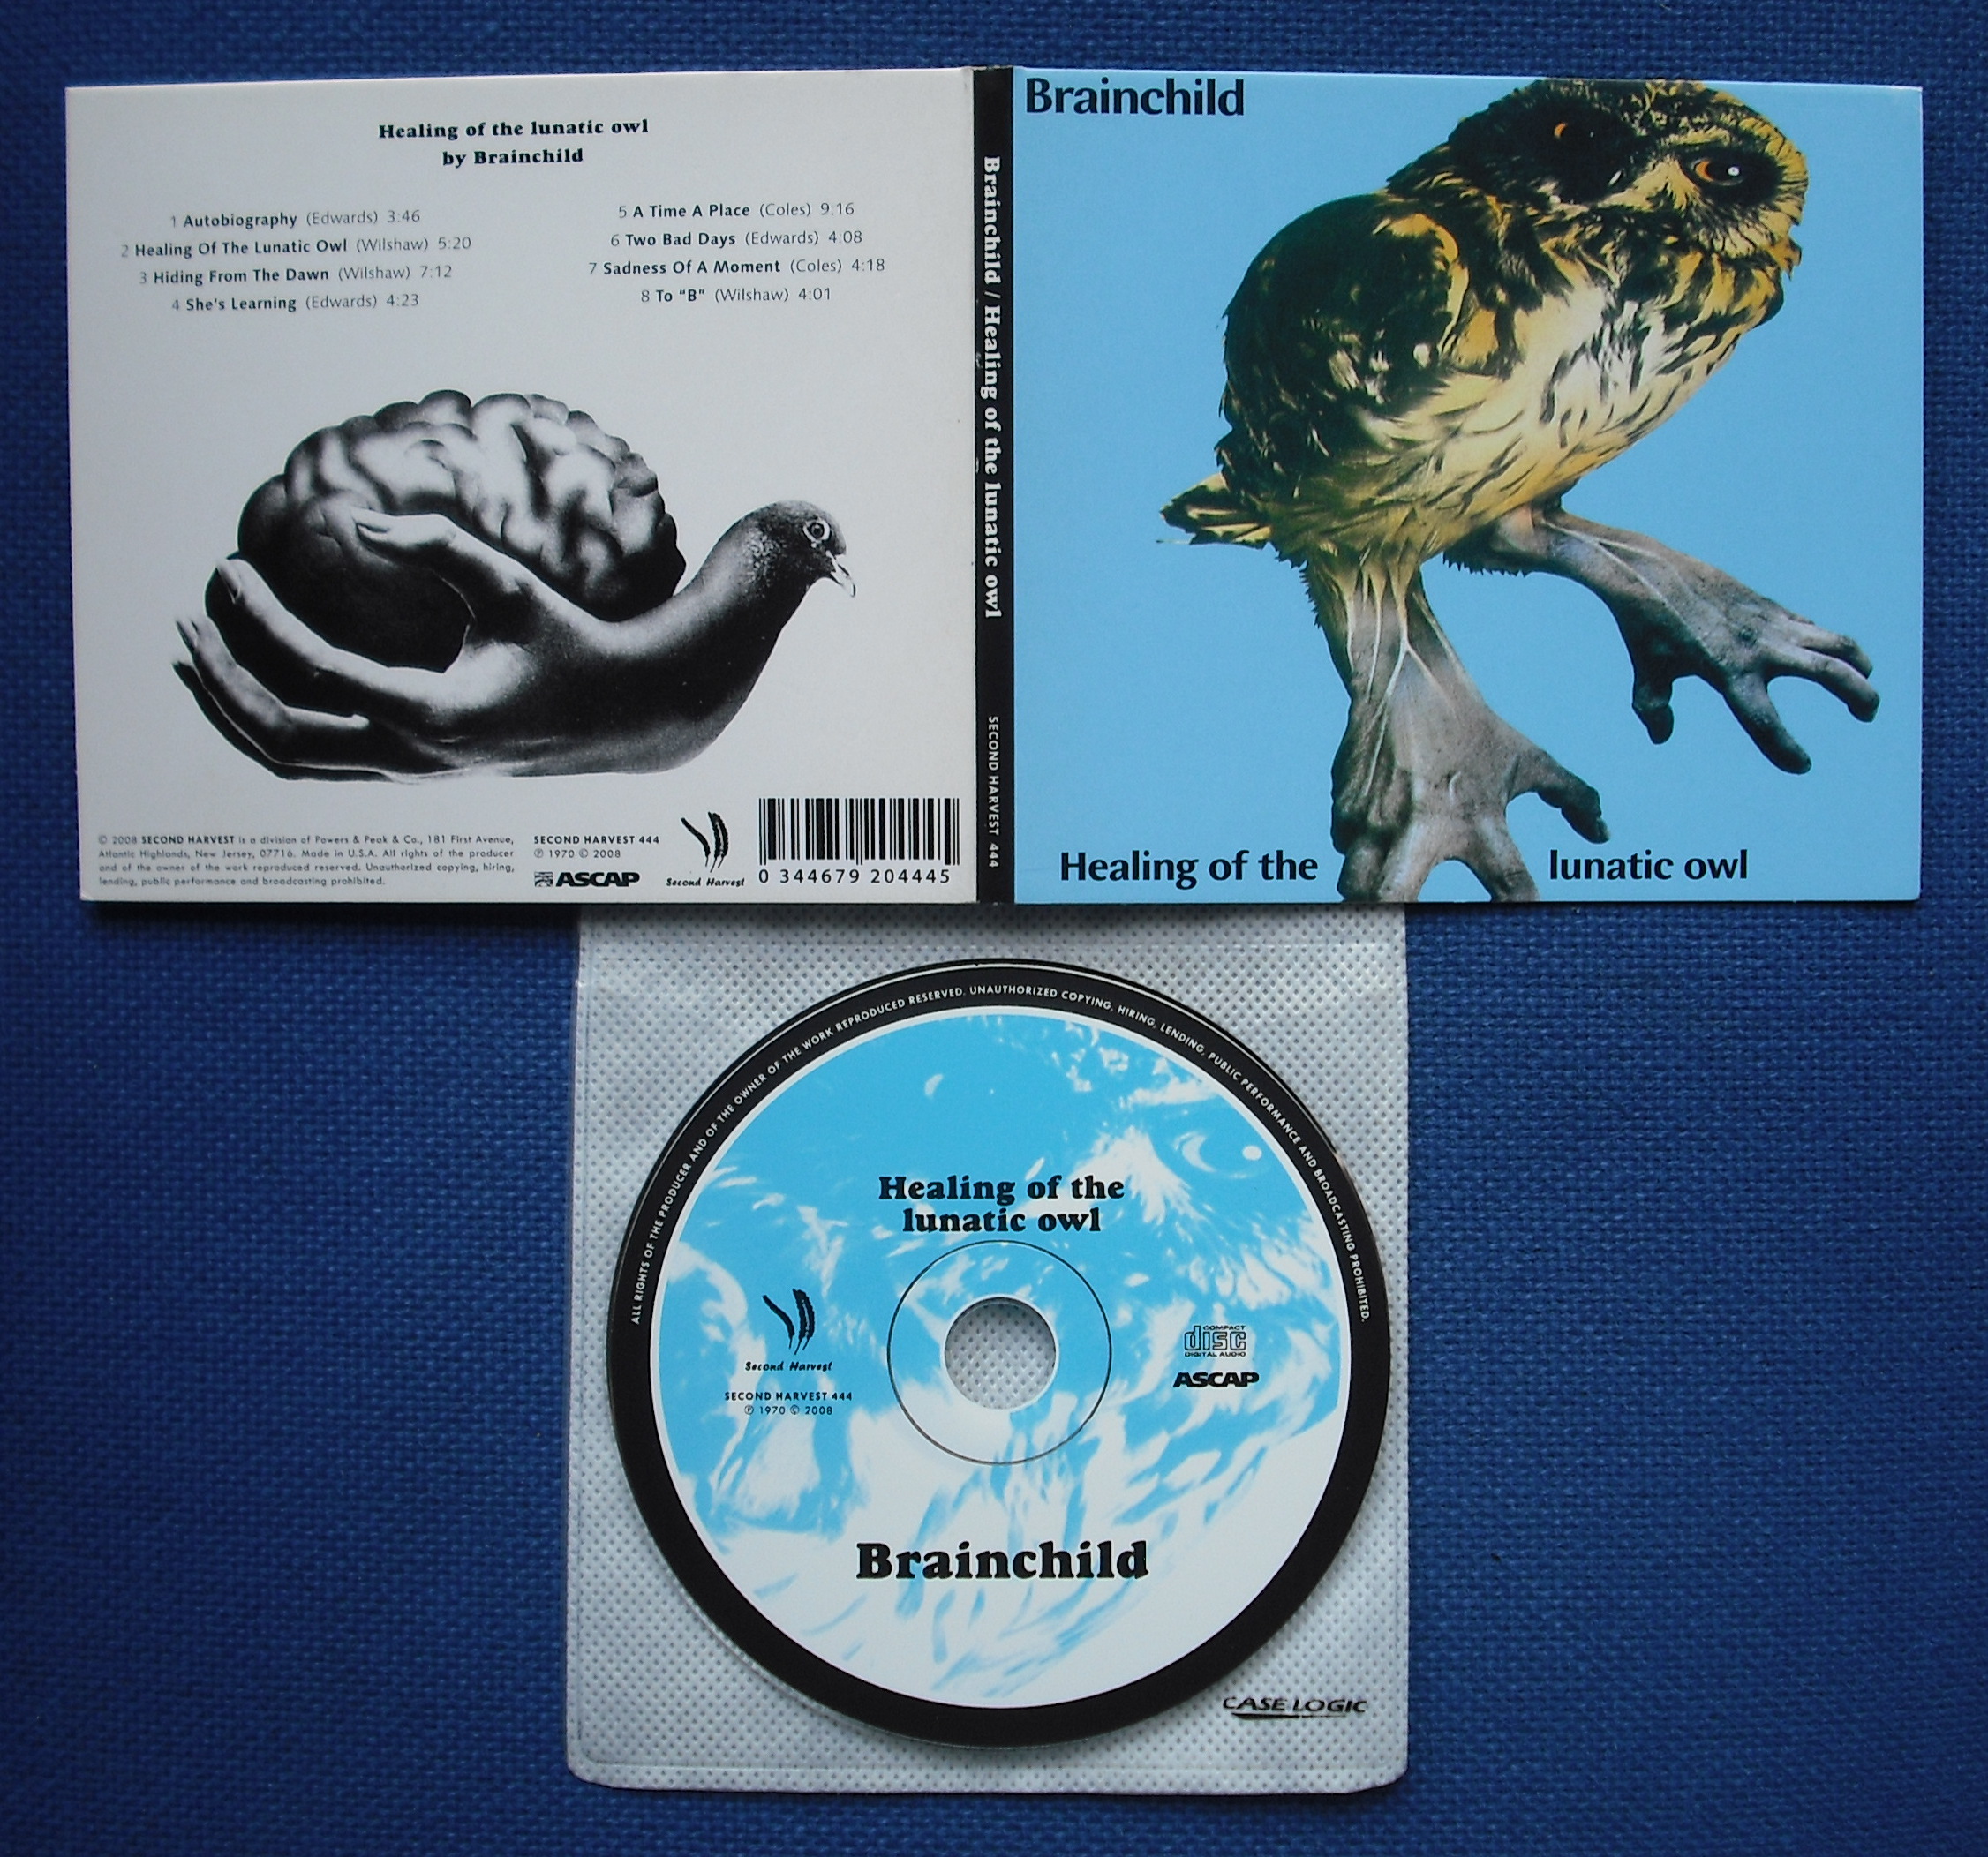 Healing of the lunatic owl
by Brainchild
1 Autobiography (Edwards) 3:46
2 Healing Of The Lunatic Owl (Wilshaw) 5:20
3 Hiding From The Dawn (Wilshaw) 7:12
4 She's Learning (Edwards) 4:23
5 A Time A Place (Coles) 9:16
6 Two Bad Days (Edwards) 4:08
7 Sadness Of A Moment (Coles) 4:18
8 To “B” (Wilshaw) 4:01
© 2008 SECOND HARVEST is a division of Powers & Peak & Co., 181 First Avenue,
Atlantic Highlands, New Jersey, 07716. Made in U.S.A. All rights of the producer
and of the owner of the work reproduced reserved. Unauthorized copying, hiring,
lending, public performance and broadcasting prohibited.
SECOND HARVEST 444
℗ 1970 © 2008
ASCAP
Second Harvest
0 344679 204445
Brainchild / Healing of the lunatic owl
SECOND HARVEST 444
Brainchild
Healing of the lunatic owl
ALL RIGHTS OF THE PRODUCER AND OF THE OWNER OF THE WORK REPRODUCED RESERVED. UNAUTHORIZED COPYING, HIRING, LENDING, PUBLIC PERFORMANCE AND BROADCASTING PROHIBITED.
Healing of the
lunatic owl
Second Harvest
SECOND HARVEST 444
℗ 1970 © 2008
COMPACT
disc
DIGITAL AUDIO
ASCAP
Brainchild
CASE LOGIC